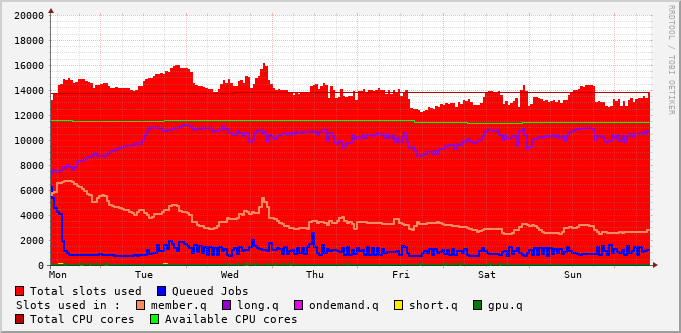 RRDTOOL / TOBI OETIKER
20000
18000
16000
14000
12000
10000
8000
6000
4000
2000
0
Mon Tue Wed Thu Fri Sat Sun
Total slots used Queued Jobs
Slots used in : member.q long.q ondemand.q short.q gpu.q
Total CPU cores Available CPU cores